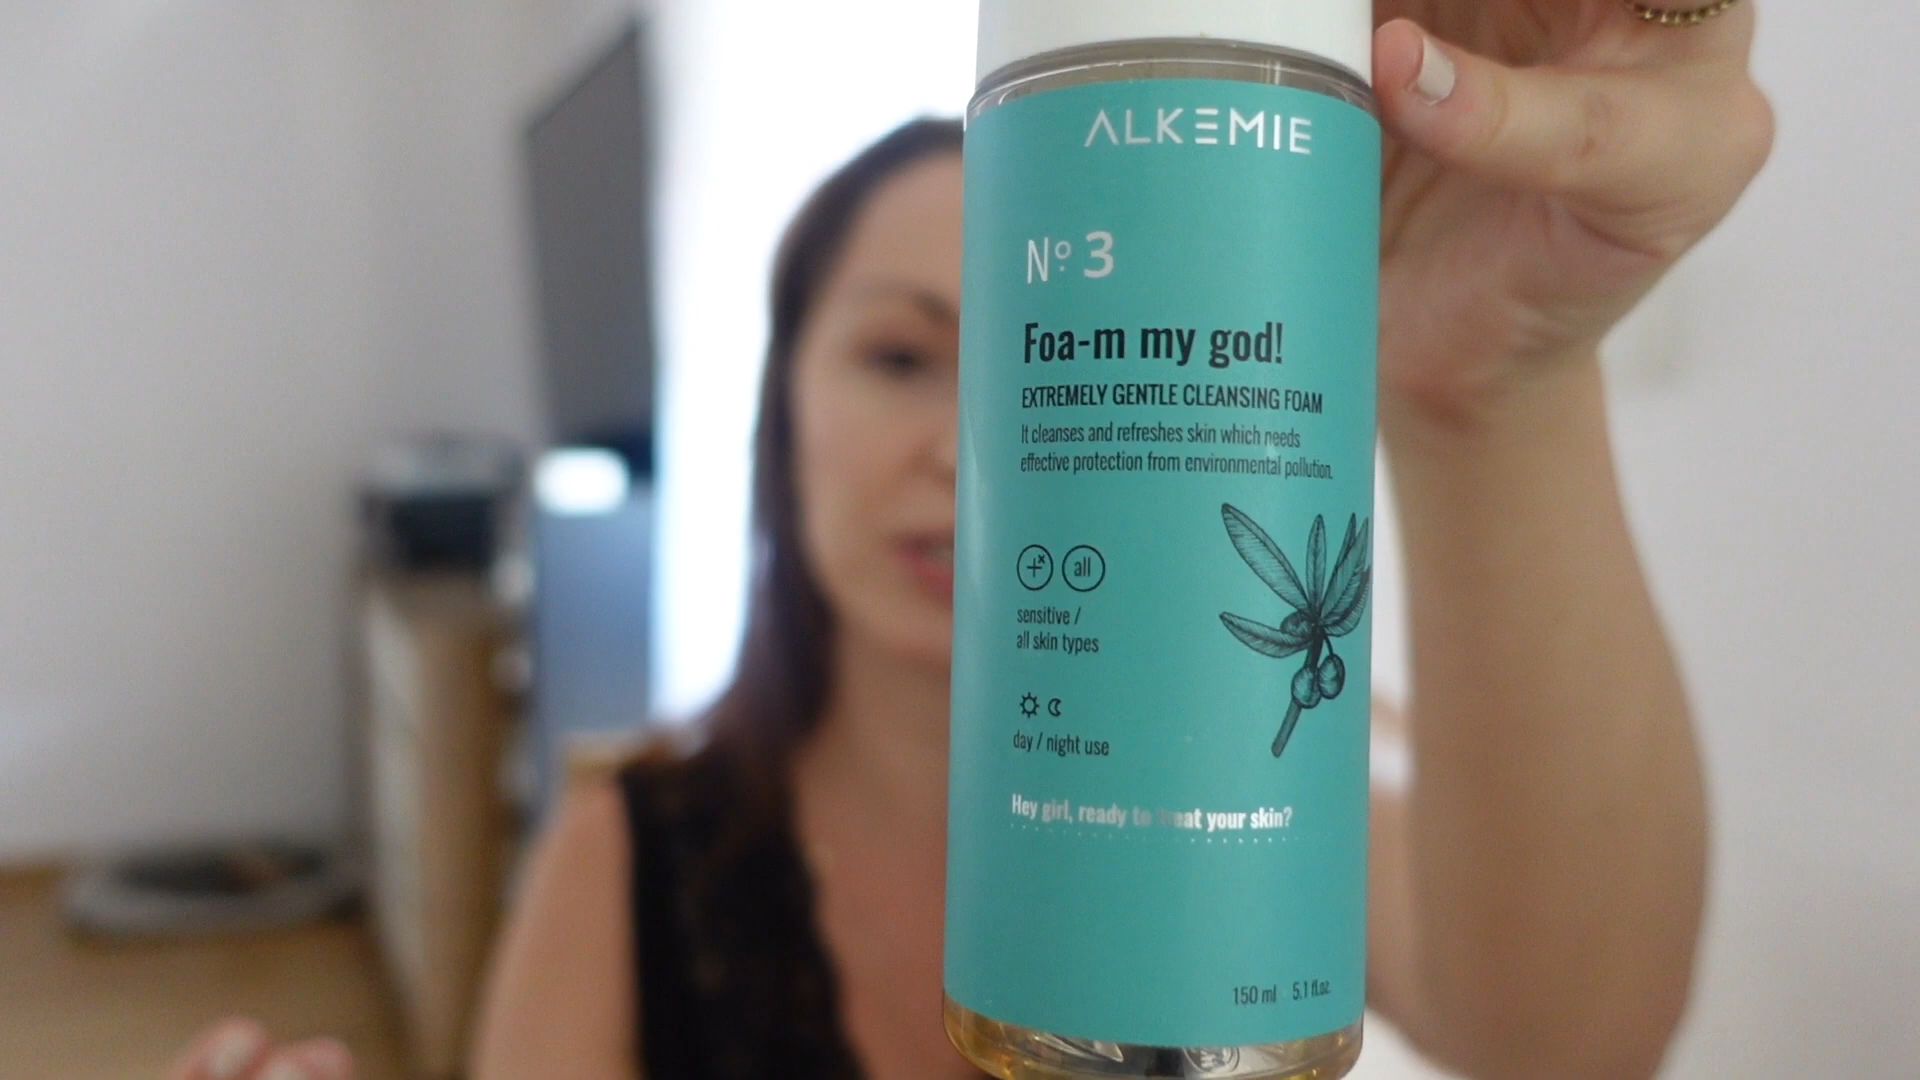 ALKEMIE
Nº 3
Foa-m my god!
EXTREMELY GENTLE CLEANSING FOAM
It cleanses and refreshes skin which needs
effective protection from environmental pollution.
all
sensitive /
all skin types
day / night use
Hey girl, ready to treat your skin?
150 ml 5.1 fl.oz.